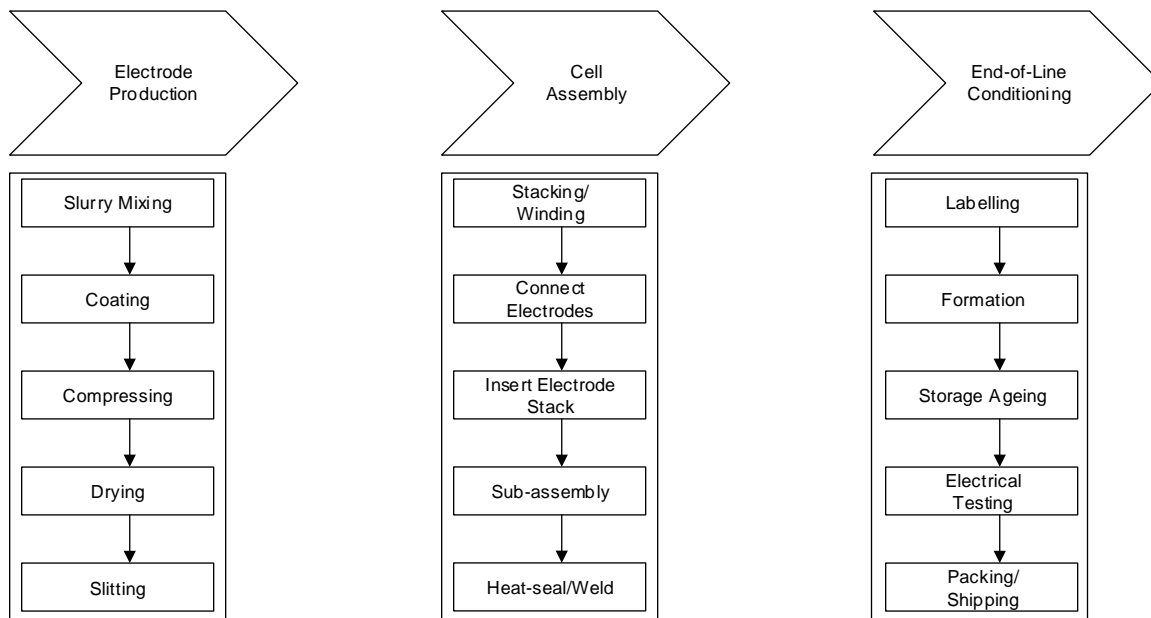 Electrode
Production
Cell
Assembly
End-of-Line
Conditioning
Slurry Mixing
Coating
Compressing
Drying
Slitting
Stacking/
Winding
Connect
Electrodes
Insert Electrode
Stack
Sub-assembly
Heat-seal/Weld
Labelling
Formation
Storage Ageing
Electrical
Testing
Packing/
Shipping